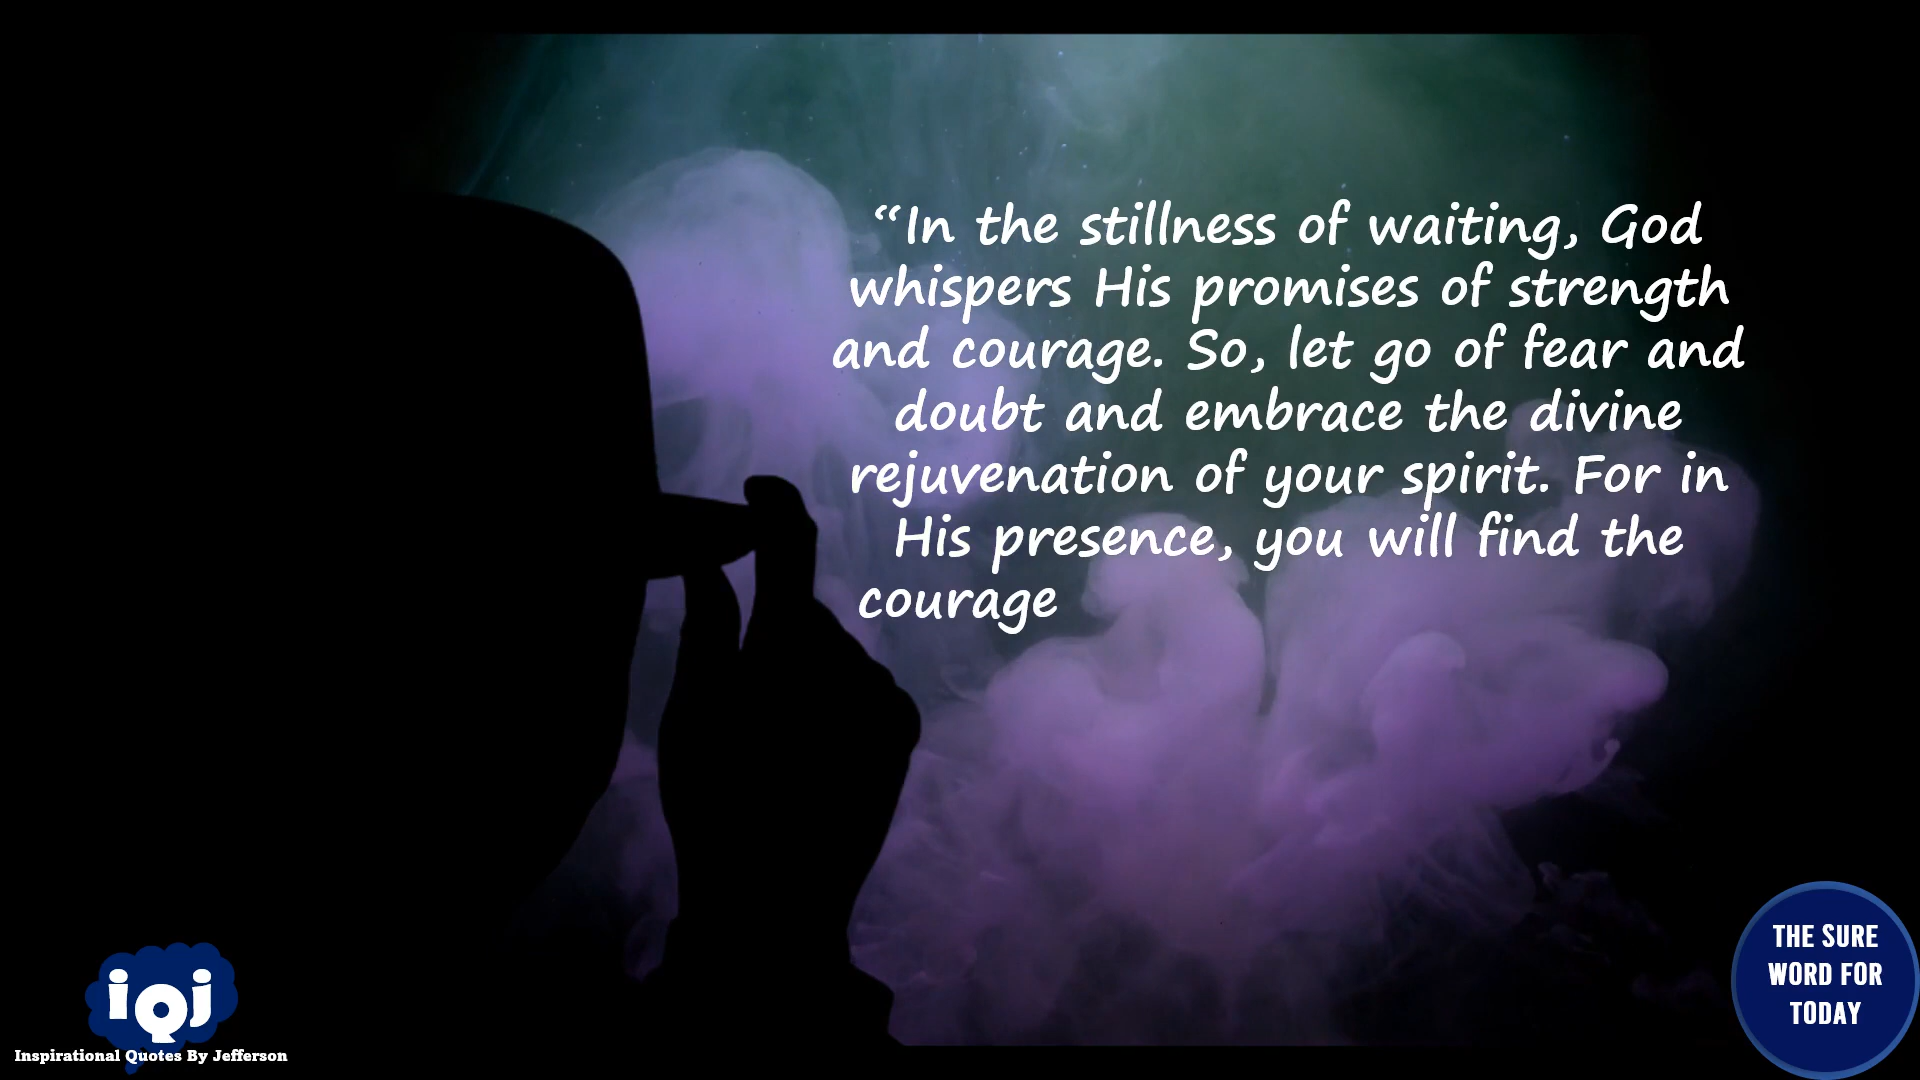 “In the stillness of waiting, God
whispers His promises of strength
and courage. So, let go of fear and
doubt and embrace the divine
rejuvenation of your spirit. For in
His presence, you will find the
courage
THE SURE
WORD FOR
TODAY
iQj
Inspirational Quotes By Jefferson